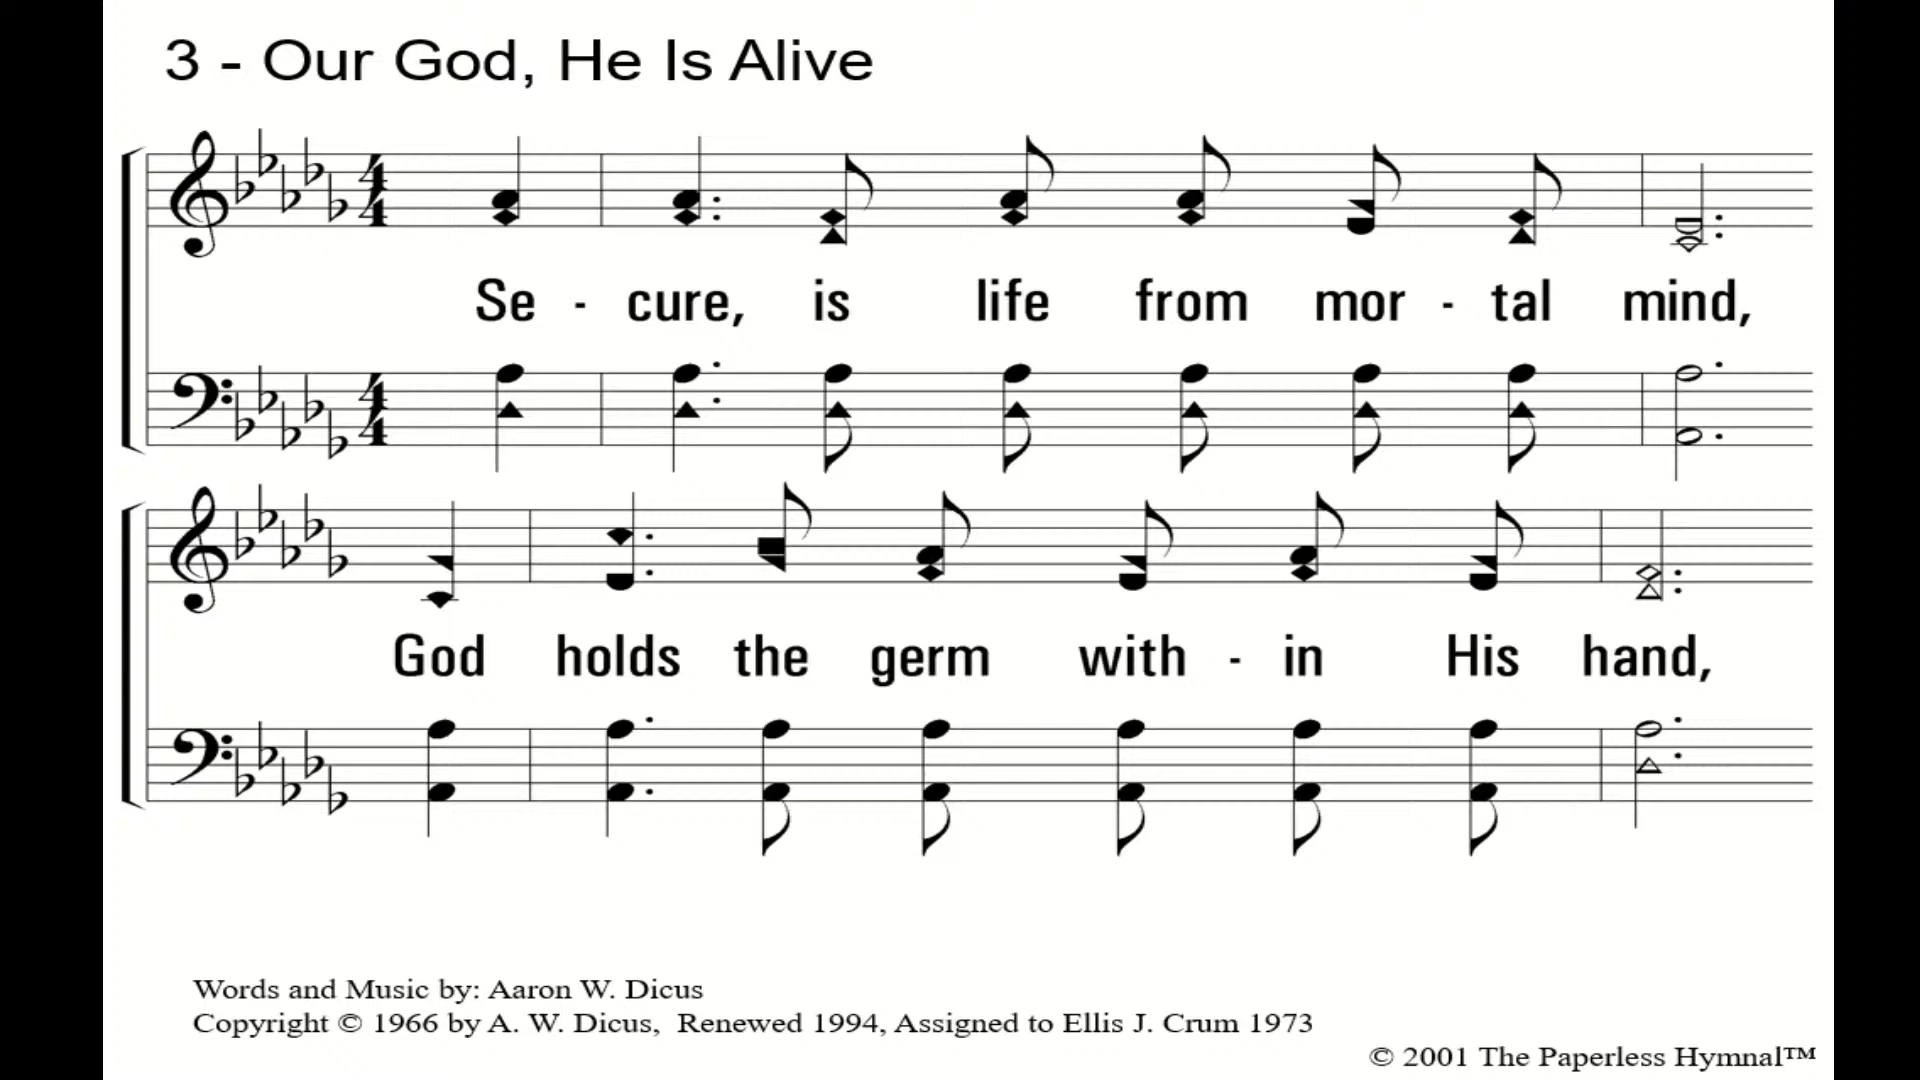 3 - Our God, He Is Alive
Se - cure, is life from mor - tal mind,
God holds the germ with - in His hand,
Words and Music by: Aaron W. Dicus
Copyright © 1966 by A. W. Dicus, Renewed 1994, Assigned to Ellis J. Crum 1973
© 2001 The Paperless Hymnal™